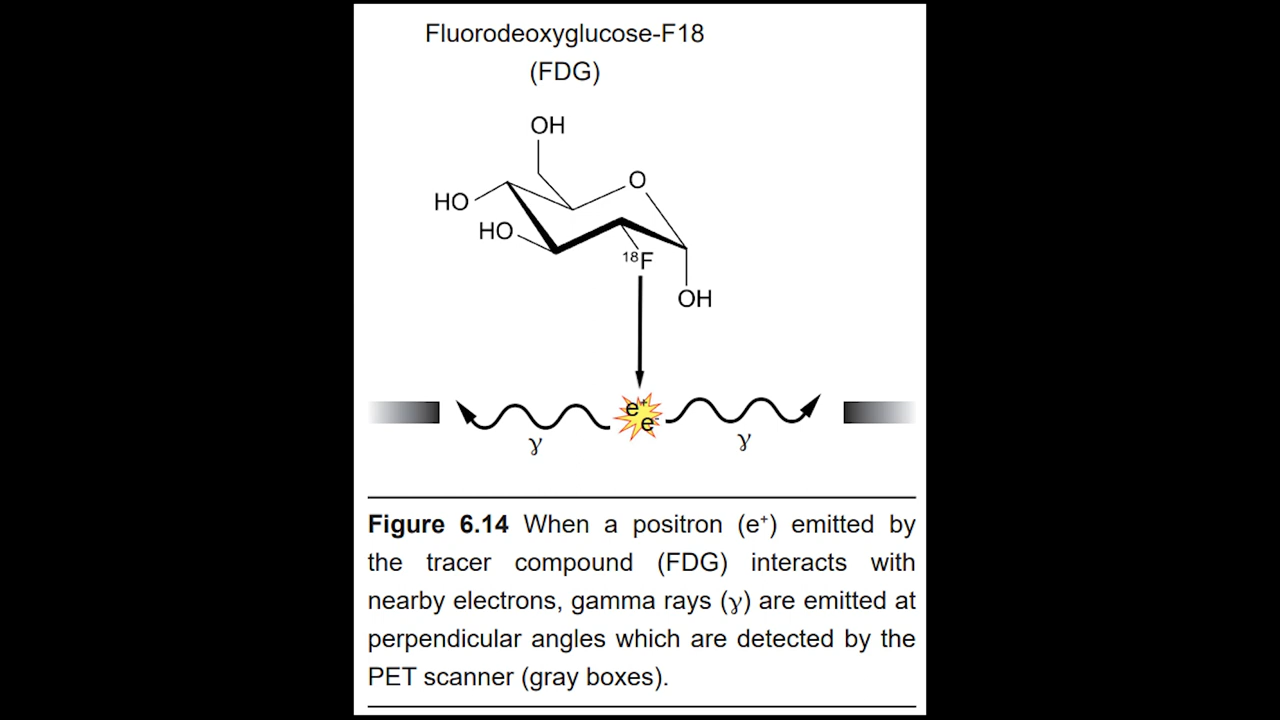 Fluorodeoxyglucose-F18
(FDG)
OH
O
HO
HO
¹⁸F
OH
e⁺
e⁻
γ
γ
Figure 6.14 When a positron (e⁺) emitted by
the tracer compound (FDG) interacts with
nearby electrons, gamma rays (γ) are emitted at
perpendicular angles which are detected by the
PET scanner (gray boxes).